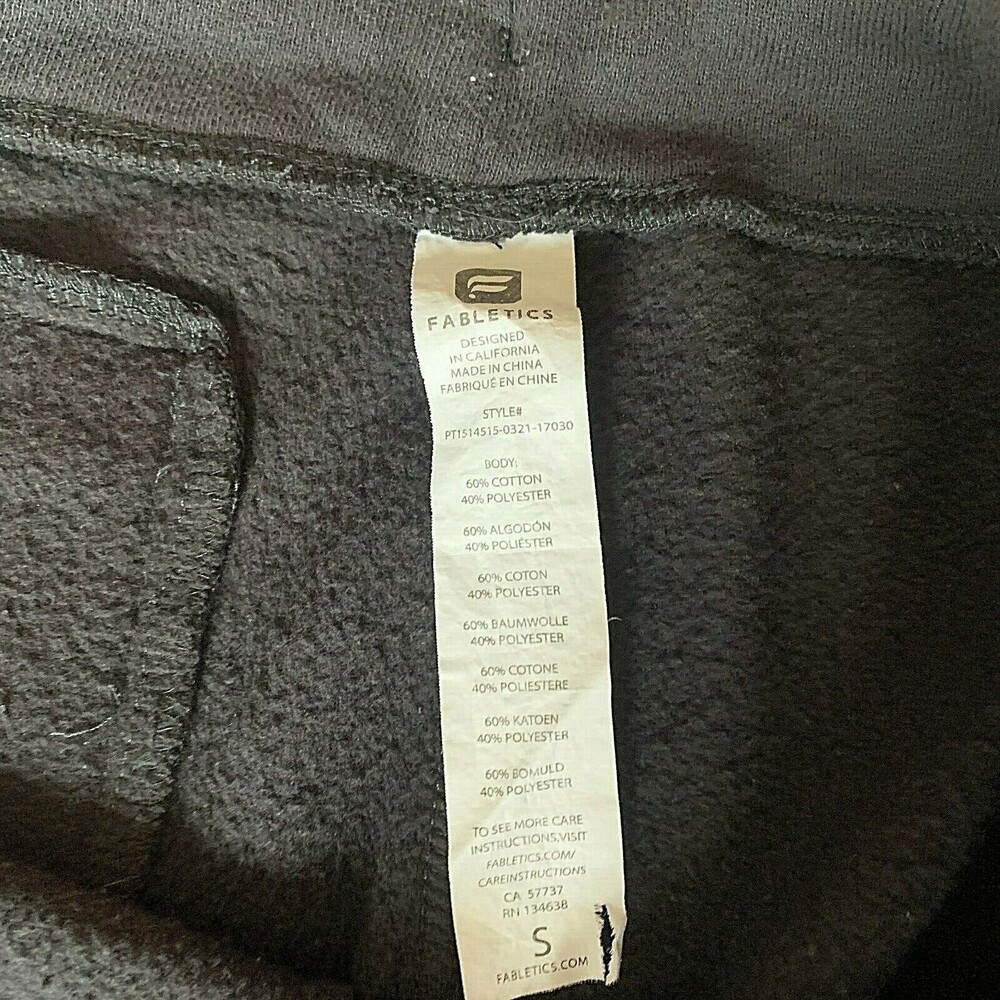 FABLETICS
DESIGNED
IN CALIFORNIA
MADE IN CHINA
FABRIQUÉ EN CHINE
STYLE#
PT1514515-0321-17030
BODY:
60% COTTON
40% POLYESTER
60% ALGODÓN
40% POLIÉSTER
60% COTON
40% POLYESTER
60% BAUMWOLLE
40% POLYESTER
60% COTONE
40% POLIESTERE
60% KATOEN
40% POLYESTER
60% BOMULD
40% POLYESTER
TO SEE MORE CARE
INSTRUCTIONS,VISIT
FABLETICS.COM/
CAREINSTRUCTIONS
CA 57737
RN 134638
S
FABLETICS.COM